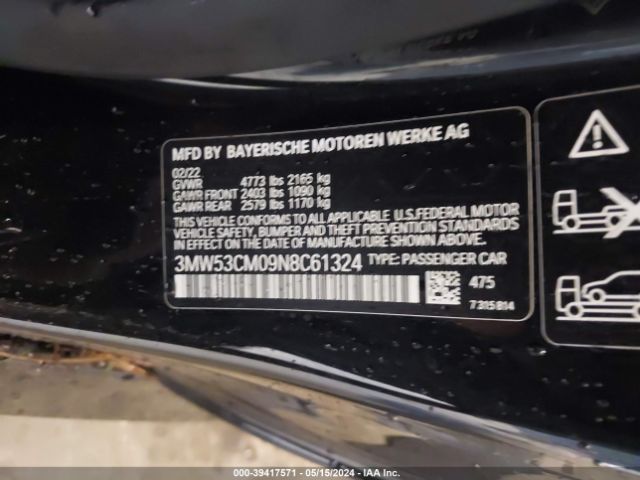 MFD BY BAYERISCHE MOTOREN WERKE AG
02/22
GVWR 4773 lbs 2165 kg
GAWR FRONT 2403 lbs 1090 kg
GAWR REAR 2579 lbs 1170 kg
THIS VEHICLE CONFORMS TO ALL APPLICABLE U.S.FEDERAL MOTOR
VEHICLE SAFETY, BUMPER AND THEFT PREVENTION STANDARDS
IN EFFECT ON THE DATE OF MANUFACTURE SHOWN ABOVE.
3MW53CM09N8C61324 TYPE: PASSENGER CAR
475
7 315 814
000-39417571 - 05/15/2024 - IAA Inc.